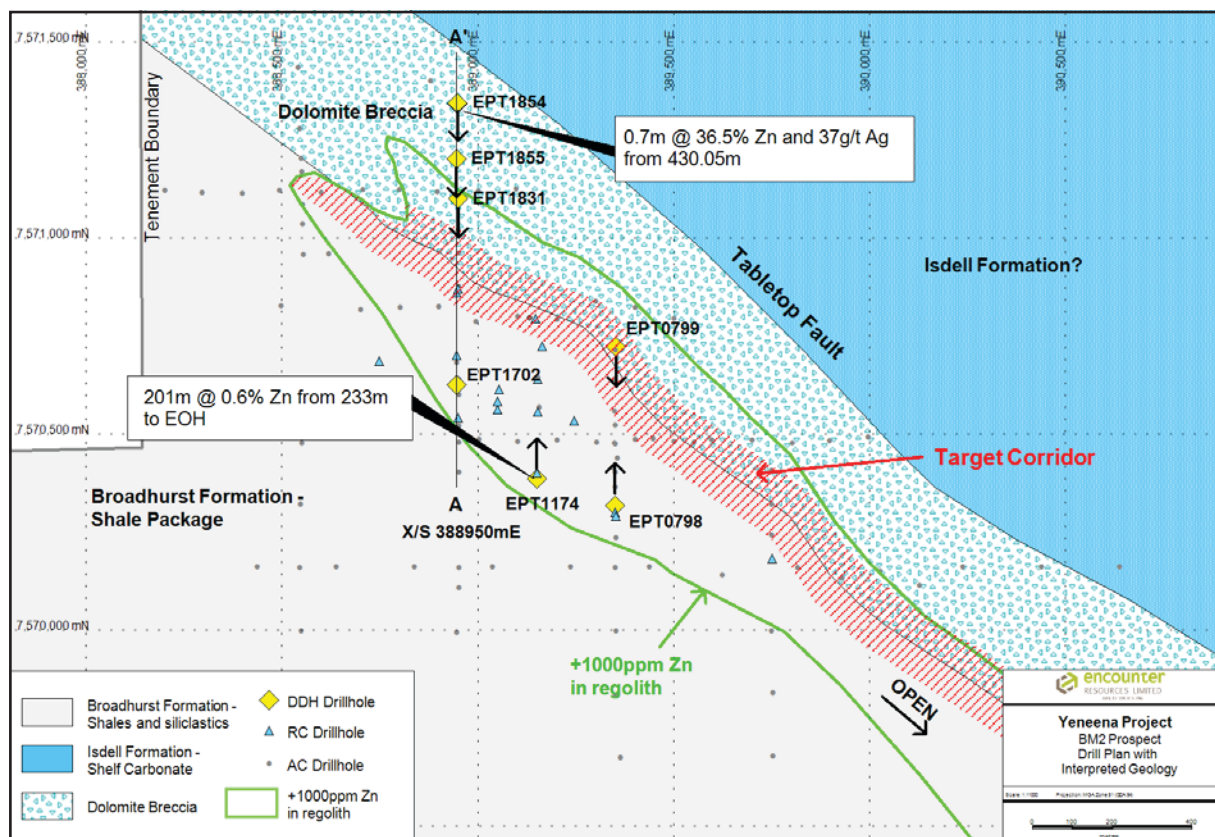 7,571,500 mN
388,000 mE
388,500 mE
389,000 mE
389,500 mE
390,000 mE
390,500 mE
A'
Tenement Boundary
Dolomite Breccia
EPT1854
0.7m @ 36.5% Zn and 37g/t Ag
from 430.05m
EPT1855
EPT1831
7,571,000 mN
Isdell Formation?
Tabletop Fault
EPT0799
EPT1702
201m @ 0.6% Zn from 233m
to EOH
7,570,500 mN
Target Corridor
Broadhurst Formation -
Shale Package
A
EPT1174
EPT0798
X/S 388950mE
7,570,000 mN
+1000ppm Zn
in regolith
OPEN
Broadhurst Formation -
Shales and siliclastics
Isdell Formation -
Shelf Carbonate
Dolomite Breccia
DDH Drillhole
RC Drillhole
AC Drillhole
+1000ppm Zn
in regolith
encounter
RESOURCES LIMITED
Yeneena Project
BM2 Prospect
Drill Plan with
Interpreted Geology
0 100 200 400